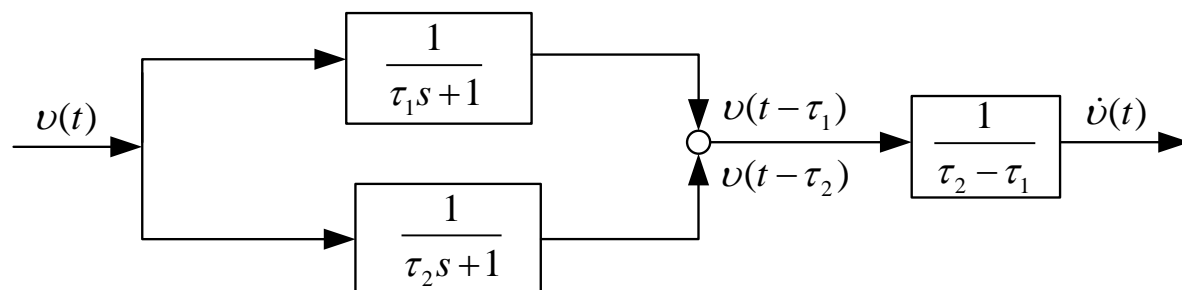 υ(t)
1
τ₁s+1
1
τ₂s+1
υ(t−τ₁)
υ(t−τ₂)
1
τ₂−τ₁
υ̇(t)